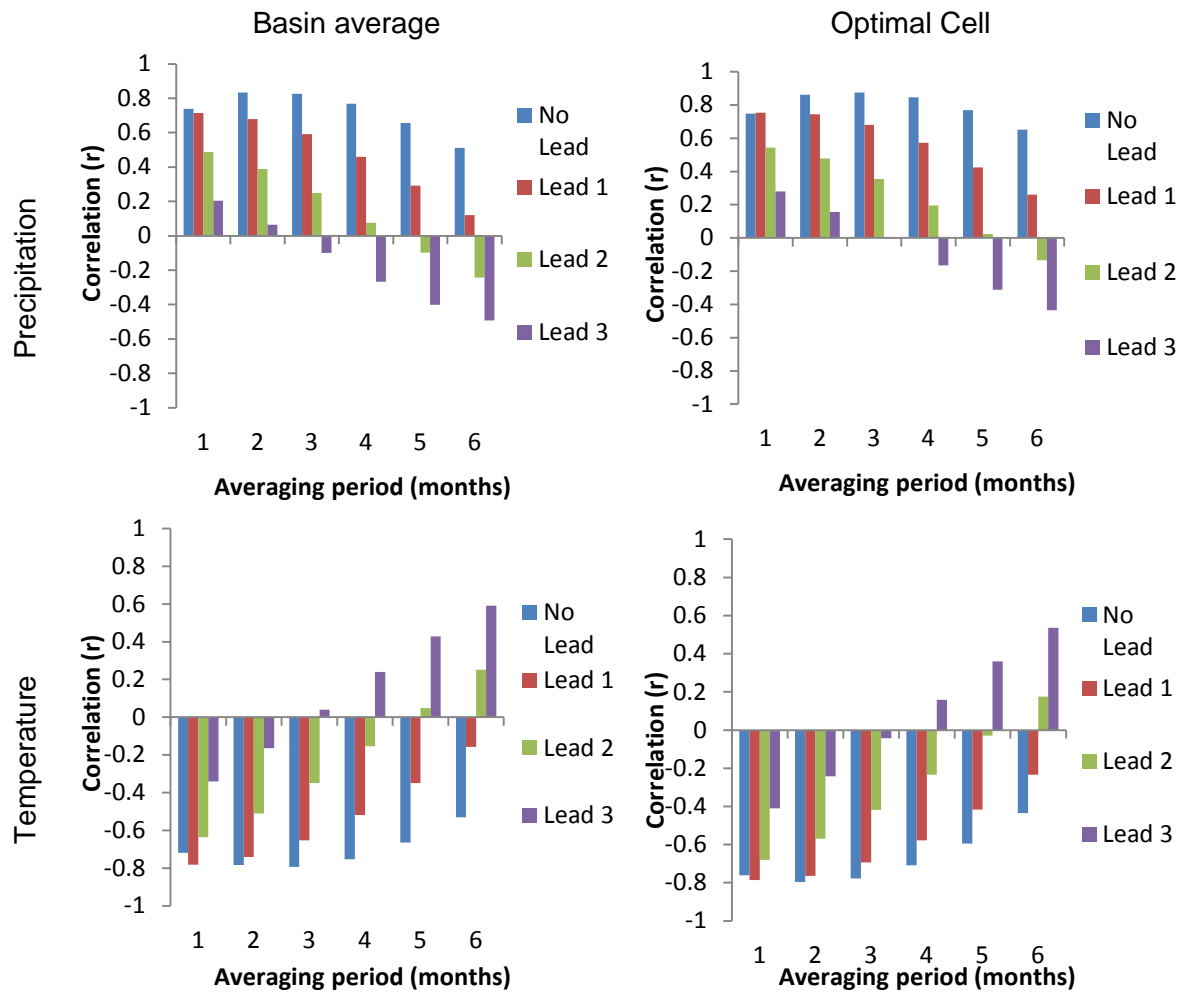 Basin average
Optimal Cell
Precipitation
Correlation (r)
1
0.8
0.6
0.4
0.2
0
-0.2
-0.4
-0.6
-0.8
-1
1 2 3 4 5 6
Averaging period (months)
No
Lead
Lead 1
Lead 2
Lead 3
Correlation (r)
1
0.8
0.6
0.4
0.2
0
-0.2
-0.4
-0.6
-0.8
-1
1 2 3 4 5 6
Averaging period (months)
No
Lead
Lead 1
Lead 2
Lead 3
Temperature
Correlation (r)
1
0.8
0.6
0.4
0.2
0
-0.2
-0.4
-0.6
-0.8
-1
1 2 3 4 5 6
Averaging period (months)
No
Lead
Lead 1
Lead 2
Lead 3
Correlation (r)
1
0.8
0.6
0.4
0.2
0
-0.2
-0.4
-0.6
-0.8
-1
1 2 3 4 5 6
Averaging period (months)
No
Lead
Lead 1
Lead 2
Lead 3